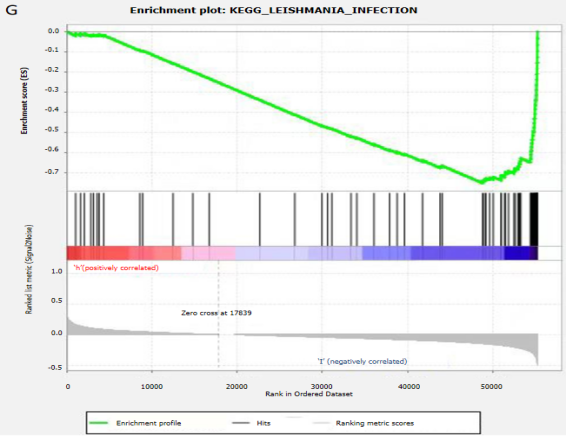 G
Enrichment plot: KEGG_LEISHMANIA_INFECTION
Enrichment score (ES)
0.0
-0.1
-0.2
-0.3
-0.4
-0.5
-0.6
-0.7
Ranked list metric (Signal2Noise)
1.0
0.5
0.0
-0.5
'h'(positively correlated)
Zero cross at 17839
'l' (negatively correlated)
0 10000 20000 30000 40000 50000
Rank in Ordered Dataset
Enrichment profile Hits Ranking metric scores